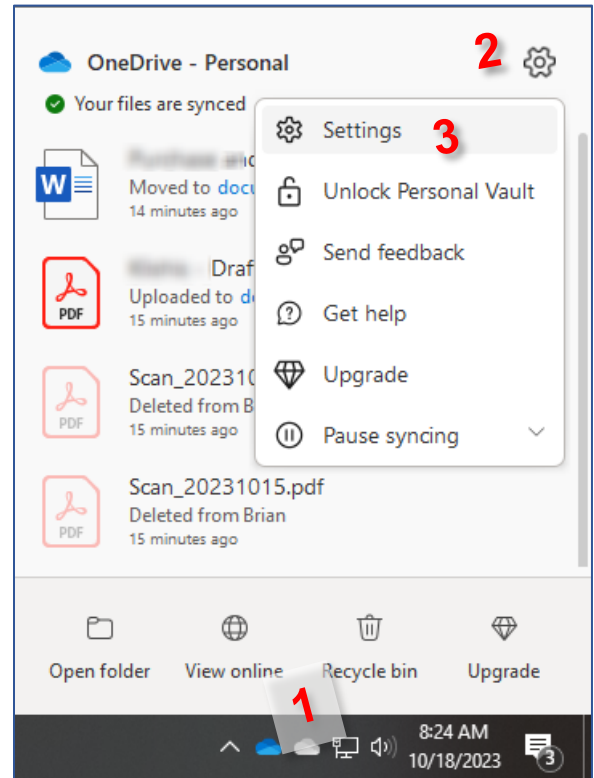 2
OneDrive - Personal
Your files are synced
Settings
3
W
Moved to docu
14 minutes ago
Unlock Personal Vault
Draf
Uploaded to d
PDF
15 minutes ago
Send feedback
Get help
Scan_202310
Deleted from B
PDF
15 minutes ago
Upgrade
Pause syncing
Scan_20231015.pdf
Deleted from Brian
PDF
15 minutes ago
Open folder
View online
Recycle bin
Upgrade
1
8:24 AM
10/18/2023
3